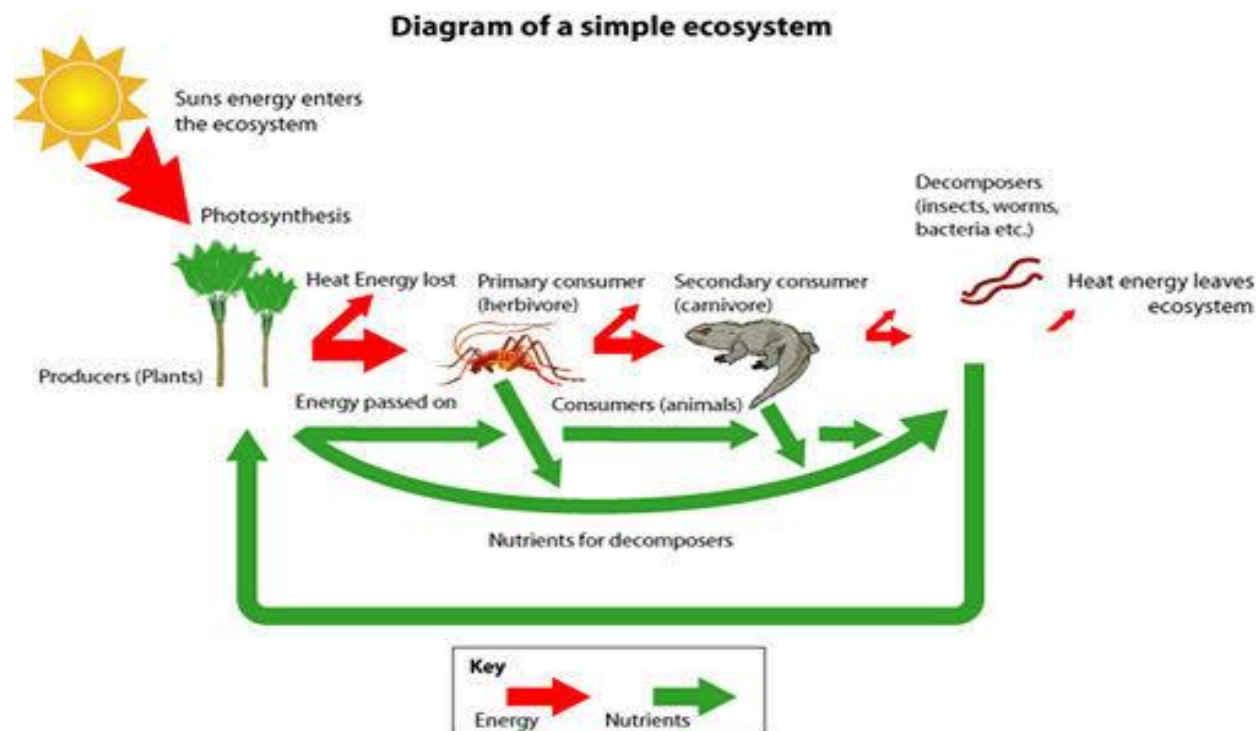 Diagram of a simple ecosystem
Suns energy enters
the ecosystem
Photosynthesis
Decomposers
(insects, worms,
bacteria etc.)
Heat Energy lost
Primary consumer
(herbivore)
Secondary consumer
(carnivore)
Heat energy leaves
ecosystem
Producers (Plants)
Energy passed on
Consumers (animals)
Nutrients for decomposers
Key
Energy
Nutrients